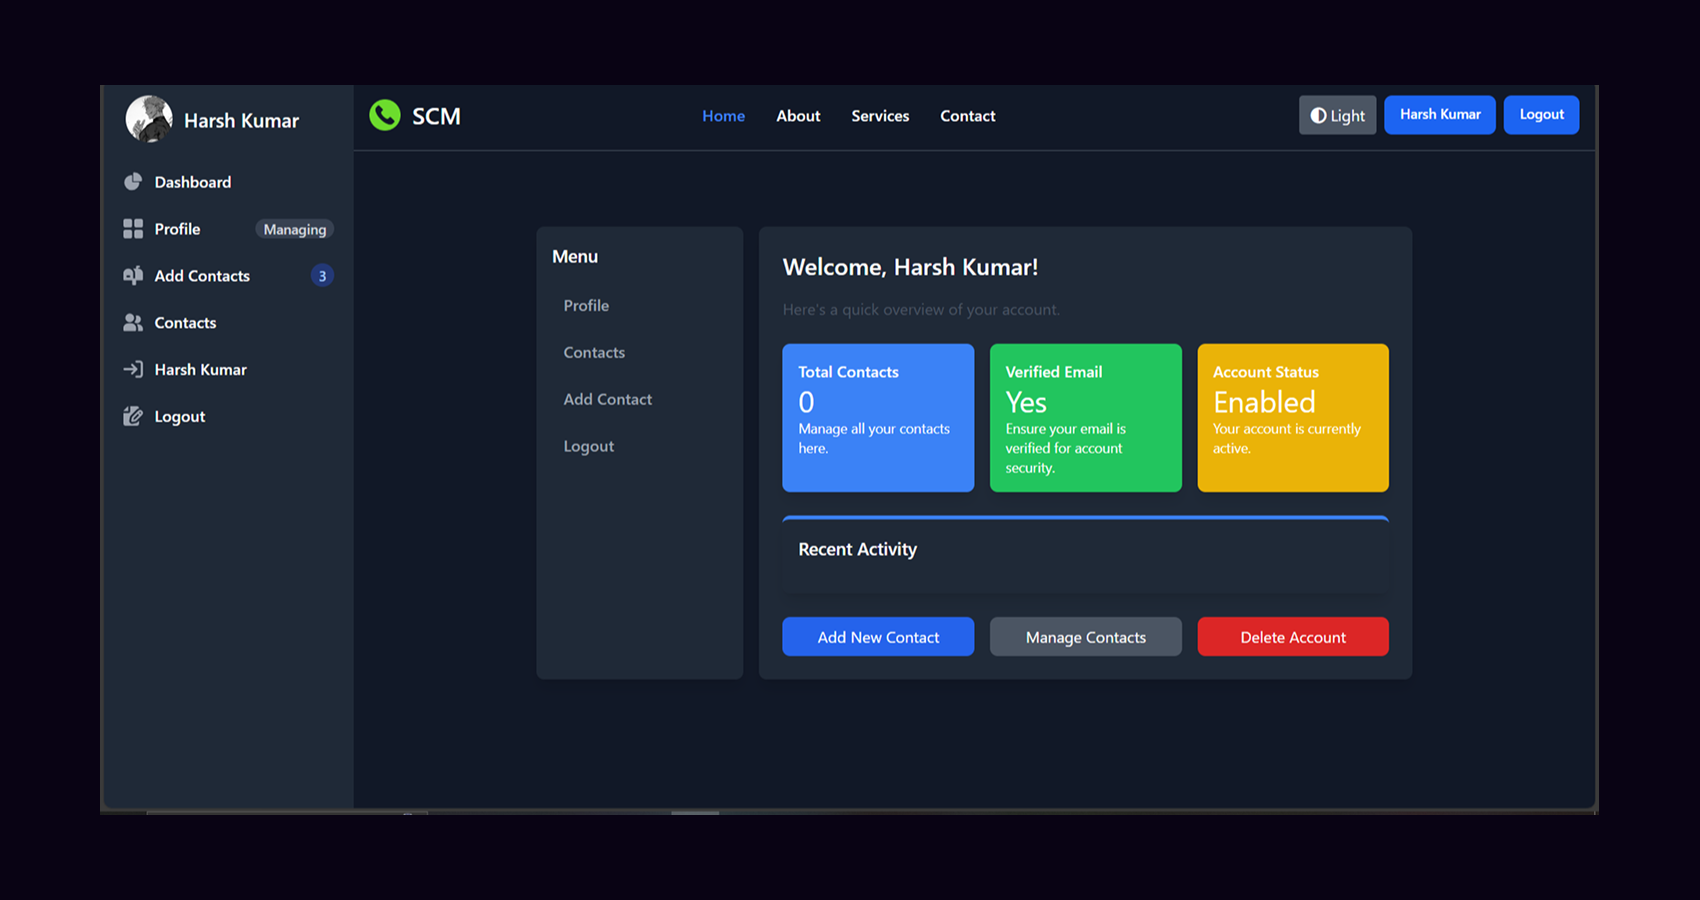 Harsh Kumar
Dashboard
Profile
Managing
Add Contacts
3
Contacts
Harsh Kumar
Logout
SCM
Home
About
Services
Contact
Light
Harsh Kumar
Logout
Menu
Profile
Contacts
Add Contact
Logout
Welcome, Harsh Kumar!
Here's a quick overview of your account.
Total Contacts
0
Manage all your contacts
here.
Verified Email
Yes
Ensure your email is
verified for account
security.
Account Status
Enabled
Your account is currently
active.
Recent Activity
Add New Contact
Manage Contacts
Delete Account